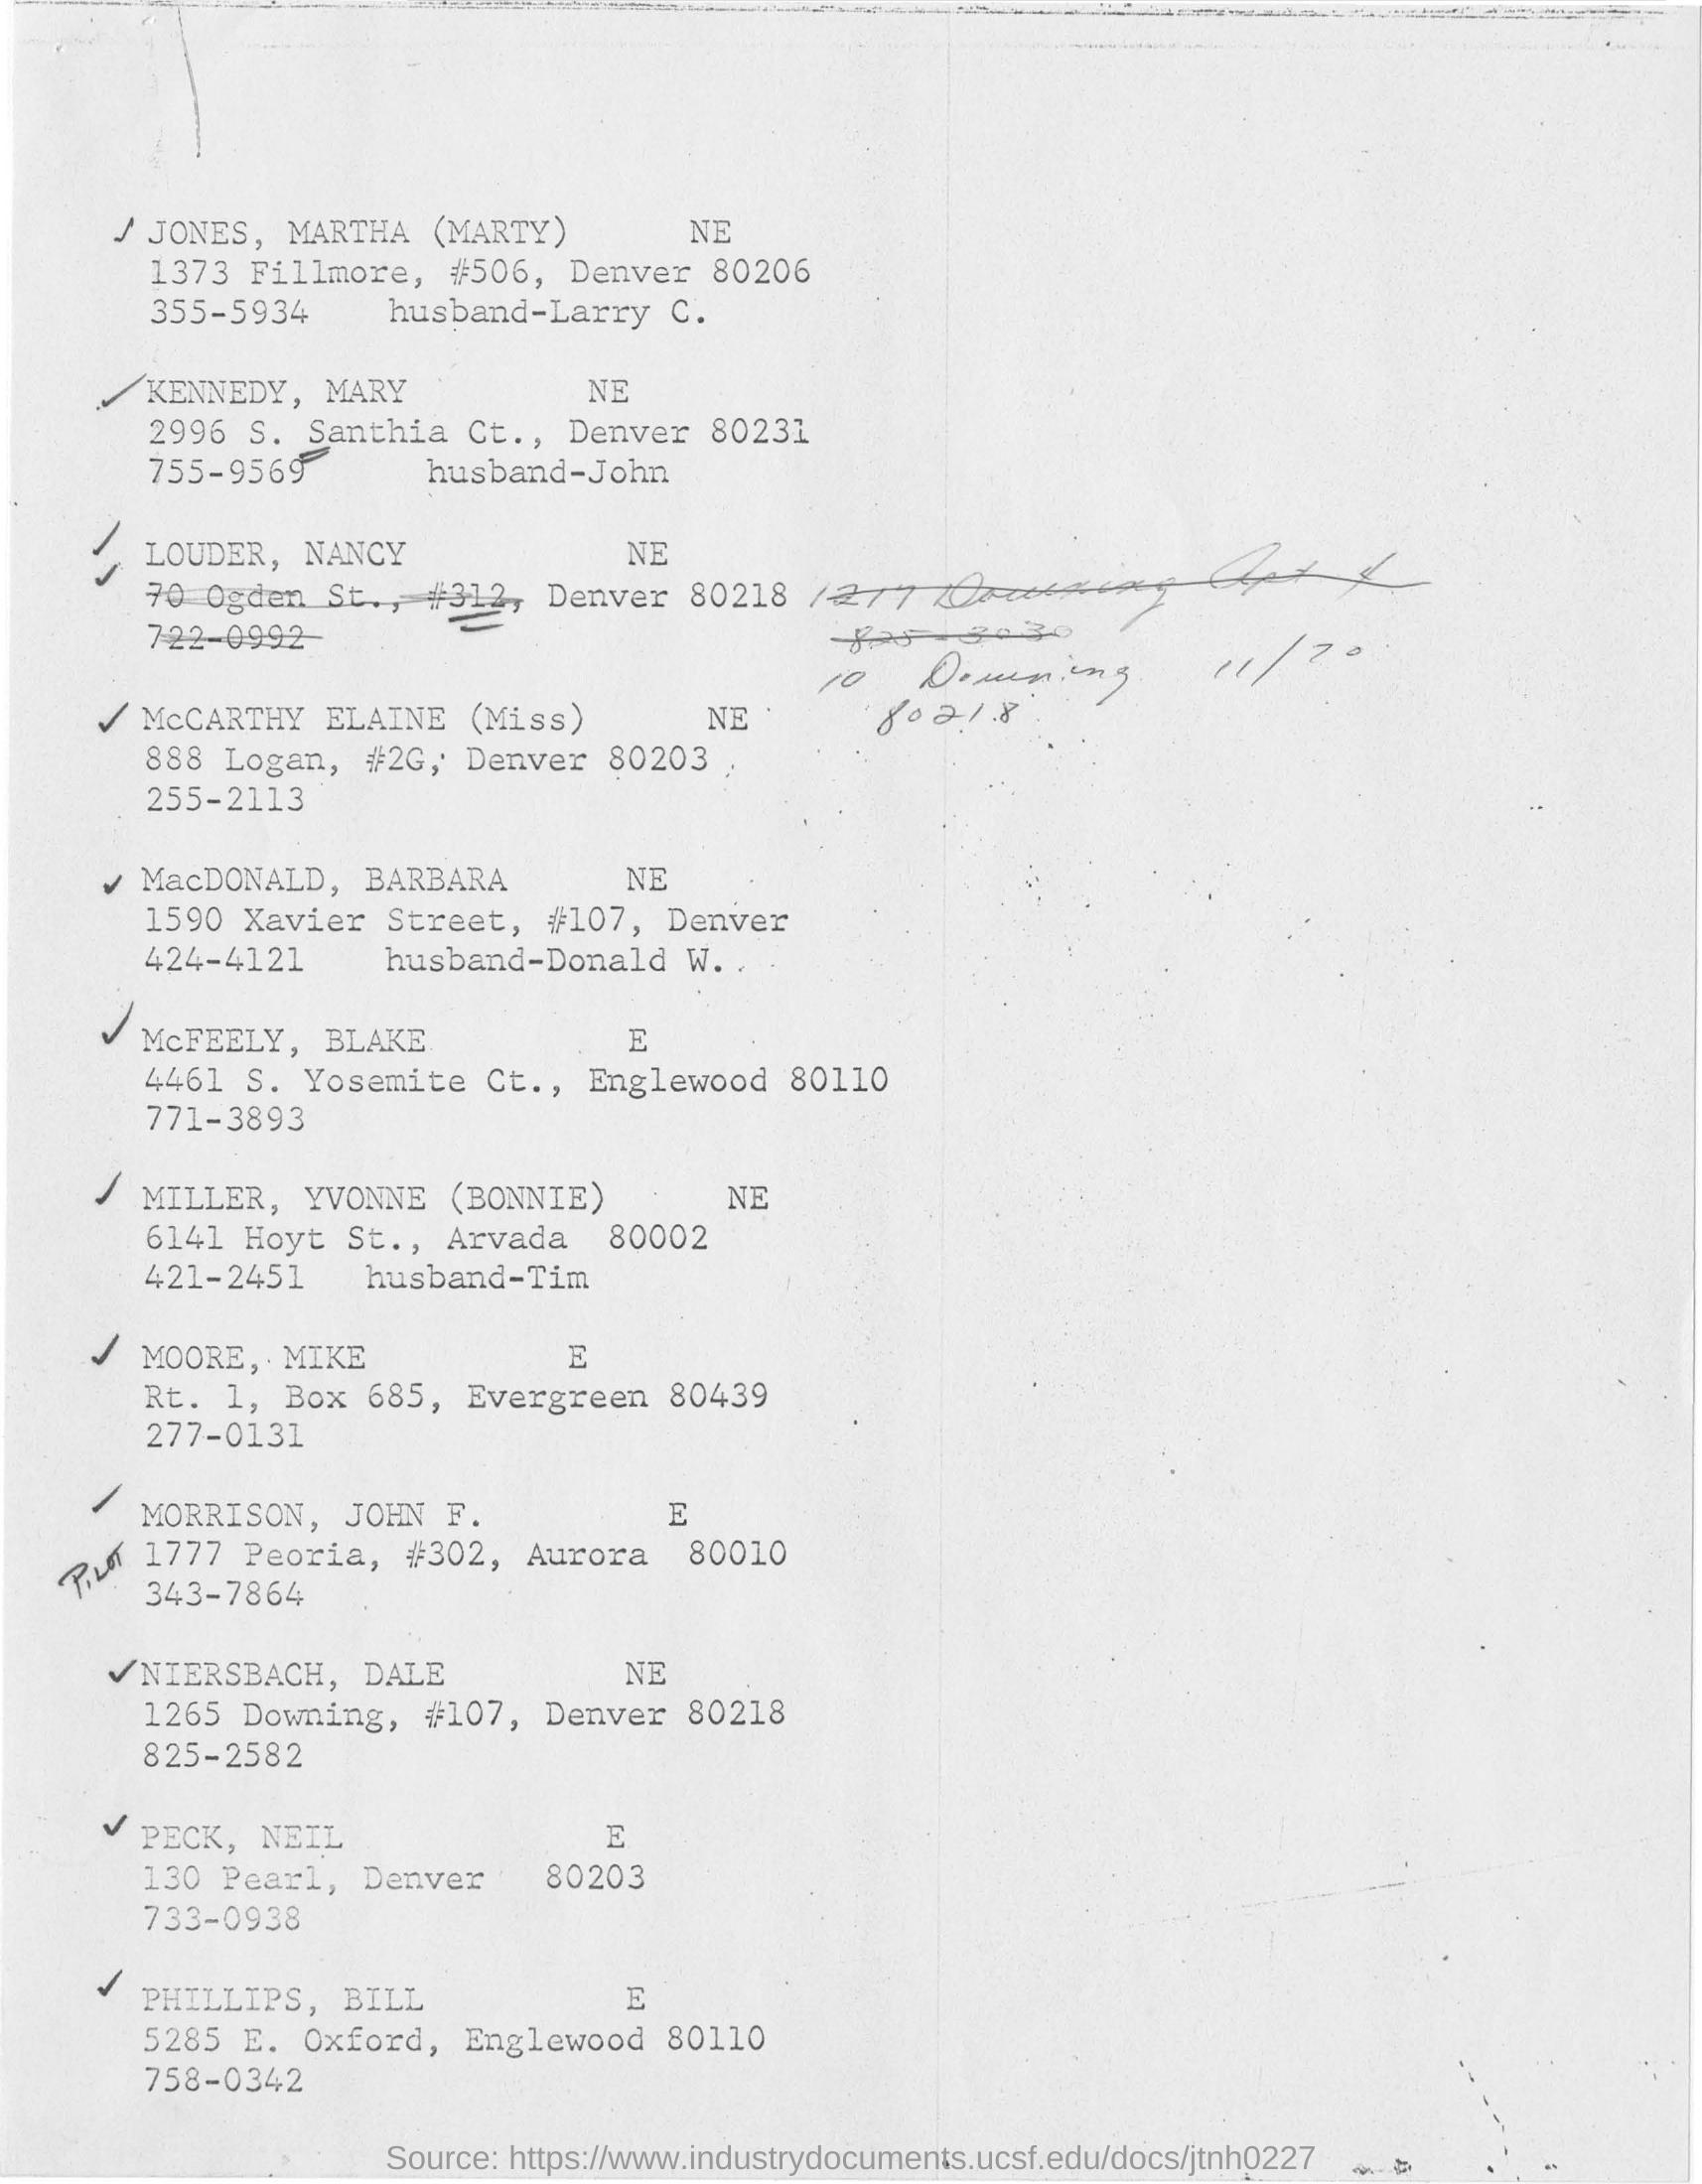 JONES, MARTHA (MARTY) NE
1373 Fillmore, #506, Denver 80206
355-5934 husband-Larry C.
KENNEDY, MARY NE
2996 S. Santhia Ct., Denver 80231
755-9569 husband-John
LOUDER, NANCY NE
70 Ogden St., #312, Denver 80218 1217 Downing Apt 4
722-0992 825-3030
10 Downing 11/70
80218
McCARTHY ELAINE (Miss) NE
888 Logan, #2G, Denver 80203
255-2113
MacDONALD, BARBARA NE
1590 Xavier Street, #107, Denver
424-4121 husband-Donald W.
McFEELY, BLAKE E
4461 S. Yosemite Ct., Englewood 80110
771-3893
MILLER, YVONNE (BONNIE) NE
6141 Hoyt St., Arvada 80002
421-2451 husband-Tim
MOORE, MIKE E
Rt. 1, Box 685, Evergreen 80439
277-0131
MORRISON, JOHN F. E
PILOT 1777 Peoria, #302, Aurora 80010
343-7864
NIERSBACH, DALE NE
1265 Downing, #107, Denver 80218
825-2582
PECK, NEIL E
130 Pearl, Denver 80203
733-0938
PHILLIPS, BILL E
5285 E. Oxford, Englewood 80110
758-0342
Source: https://www.industrydocuments.ucsf.edu/docs/jtnh0227